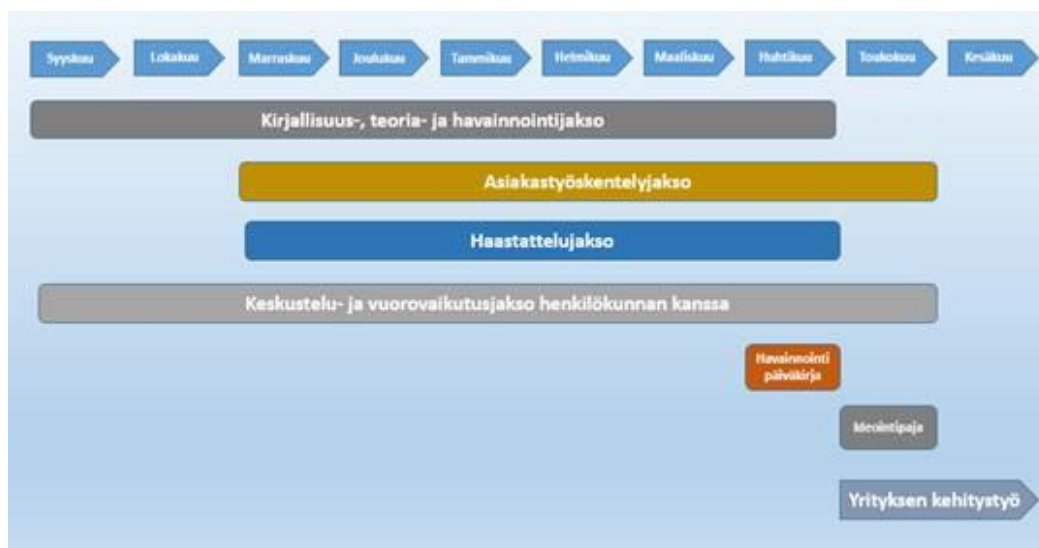 Syyskuu
Lokakuu
Marraskuu
Joulukuu
Tammikuu
Helmikuu
Maaliskuu
Huhtikuu
Toukokuu
Kesäkuu
Kirjallisuus-, teoria- ja havainnointijakso
Asiakastyöskentelyjakso
Haastattelujakso
Keskustelu- ja vuorovaikutusjakso henkilökunnan kanssa
Havainnointi
päiväkirja
Ideointipaja
Yrityksen kehitystyö